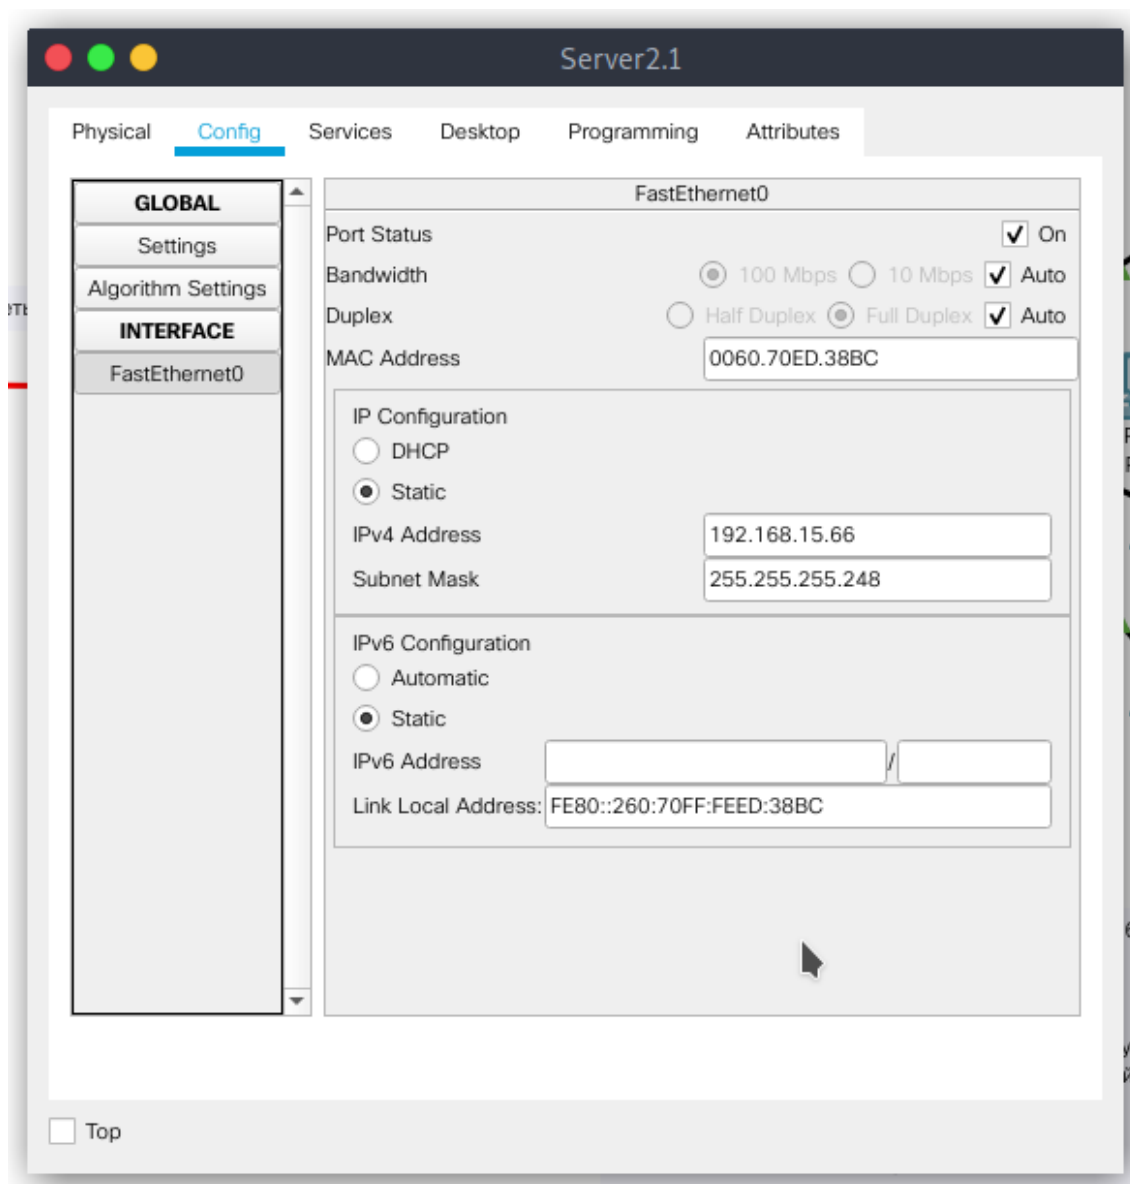 Server2.1
Physical Config Services Desktop Programming Attributes
GLOBAL
Settings
Algorithm Settings
INTERFACE
FastEthernet0
FastEthernet0
Port Status On
Bandwidth 100 Mbps 10 Mbps Auto
Duplex Half Duplex Full Duplex Auto
MAC Address 0060.70ED.38BC
IP Configuration
DHCP
Static
IPv4 Address 192.168.15.66
Subnet Mask 255.255.255.248
IPv6 Configuration
Automatic
Static
IPv6 Address /
Link Local Address: FE80::260:70FF:FEED:38BC
Top